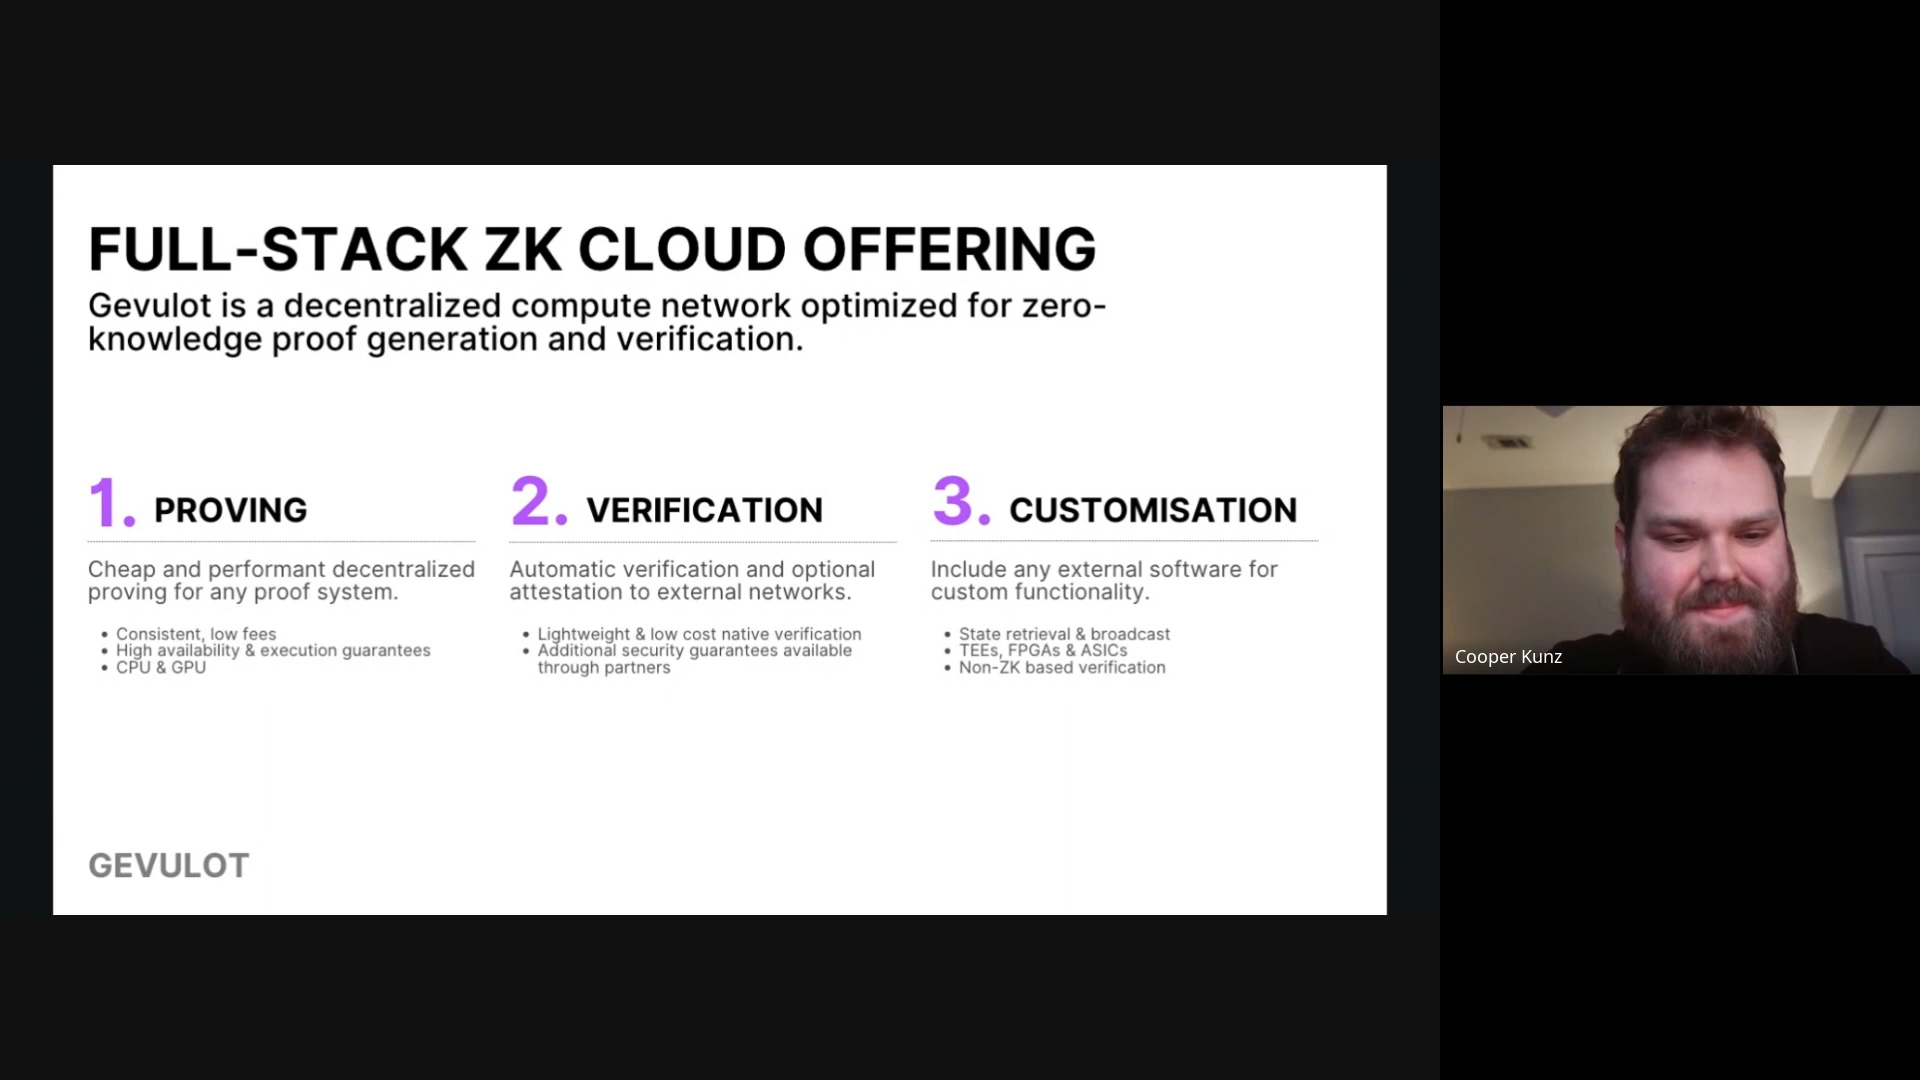 FULL-STACK ZK CLOUD OFFERING
Gevulot is a decentralized compute network optimized for zero-
knowledge proof generation and verification.
1. PROVING
Cheap and performant decentralized
proving for any proof system.
• Consistent, low fees
• High availability & execution guarantees
• CPU & GPU
2. VERIFICATION
Automatic verification and optional
attestation to external networks.
• Lightweight & low cost native verification
• Additional security guarantees available
through partners
3. CUSTOMISATION
Include any external software for
custom functionality.
• State retrieval & broadcast
• TEEs, FPGAs & ASICs
• Non-ZK based verification
GEVULOT
Cooper Kunz